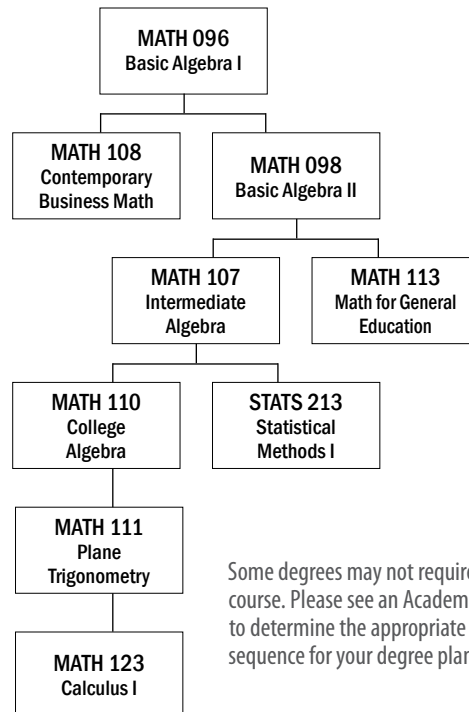 MATH 096
Basic Algebra I
MATH 108
Contemporary
Business Math
MATH 098
Basic Algebra II
MATH 107
Intermediate
Algebra
MATH 113
Math for General
Education
MATH 110
College
Algebra
STATS 213
Statistical
Methods I
MATH 111
Plane
Trigonometry
MATH 123
Calculus I
Some degrees may not require
course. Please see an Academ
to determine the appropriate
sequence for your degree plan